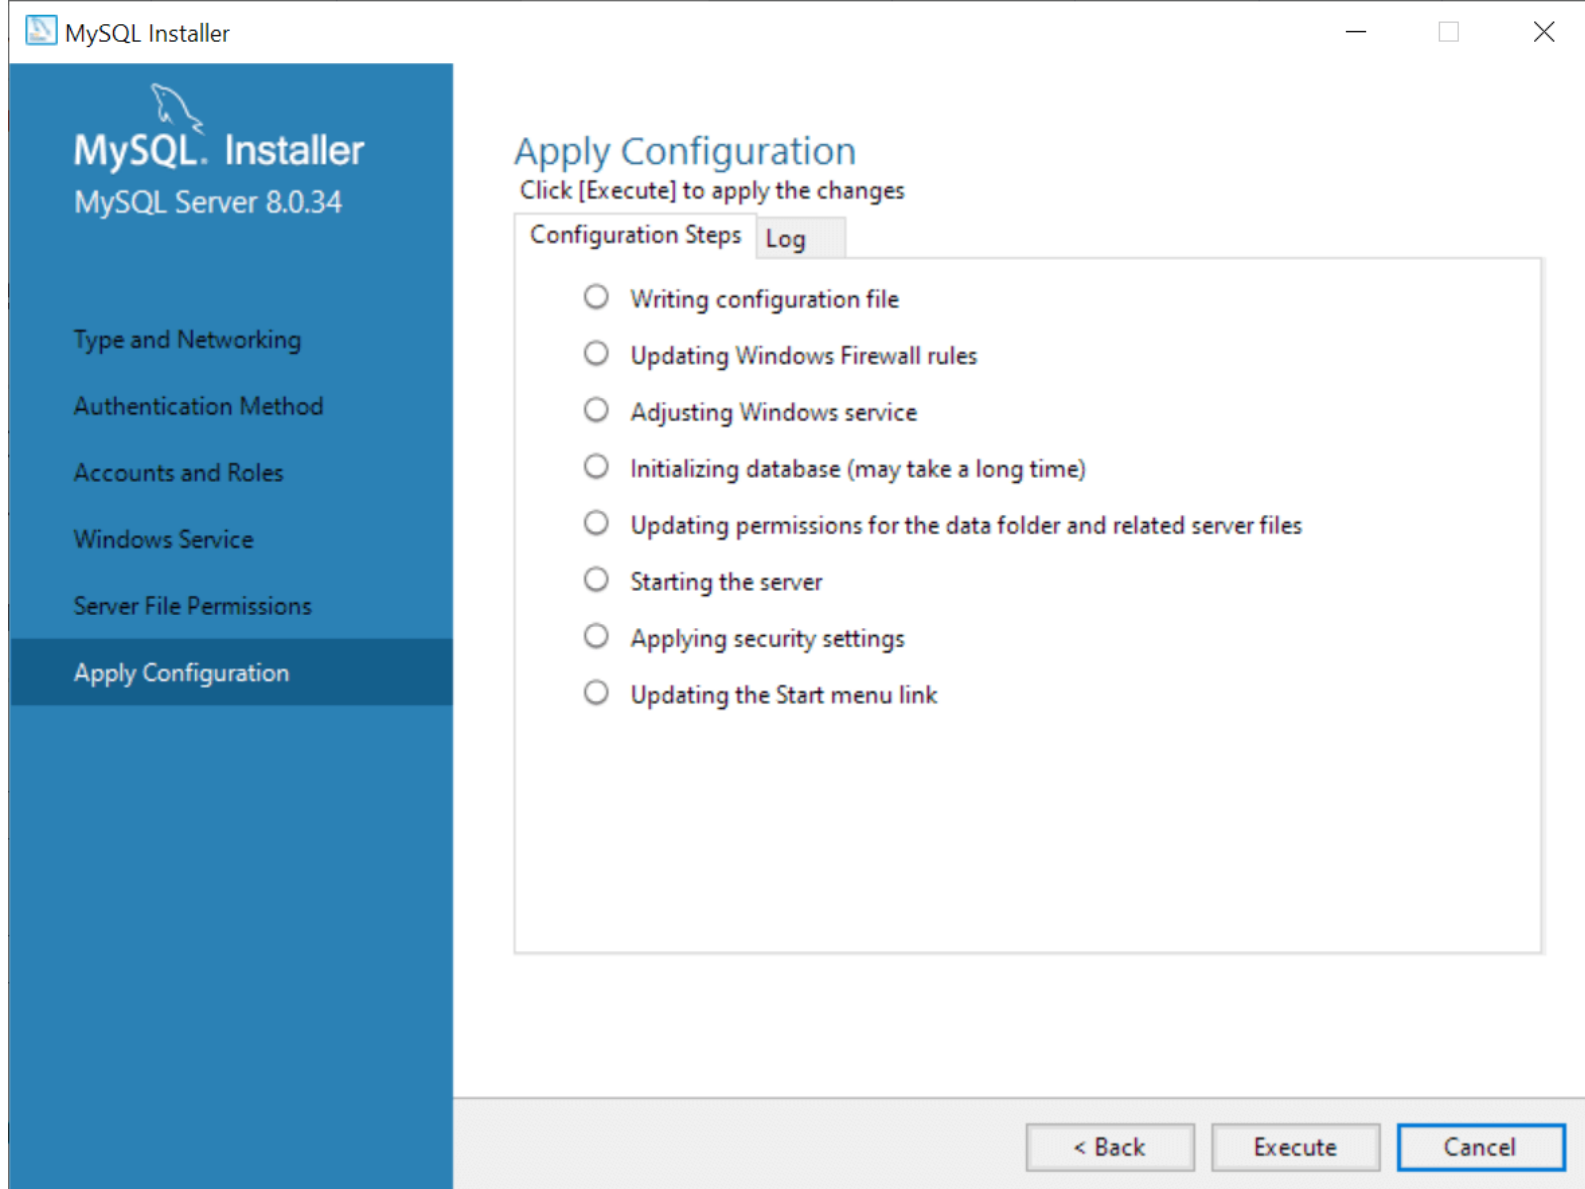 MySQL Installer
MySQL. Installer
MySQL Server 8.0.34
Type and Networking
Authentication Method
Accounts and Roles
Windows Service
Server File Permissions
Apply Configuration
Apply Configuration
Click [Execute] to apply the changes
Configuration Steps
Log
Writing configuration file
Updating Windows Firewall rules
Adjusting Windows service
Initializing database (may take a long time)
Updating permissions for the data folder and related server files
Starting the server
Applying security settings
Updating the Start menu link
< Back
Execute
Cancel